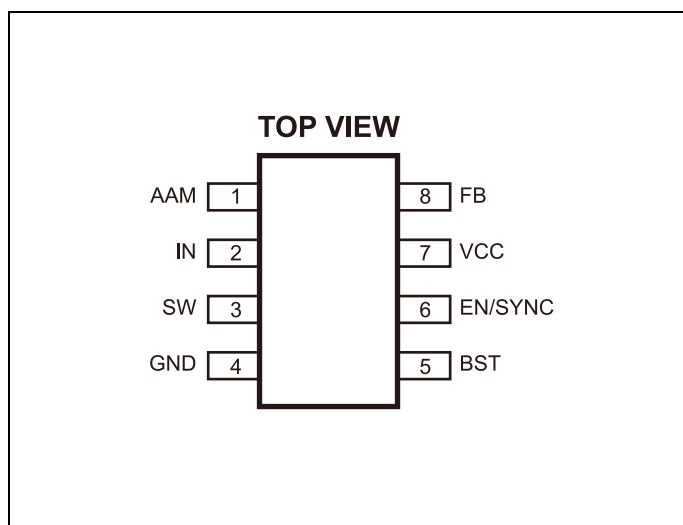 TOP VIEW
AAM 1 8 FB
IN 2 7 VCC
SW 3 6 EN/SYNC
GND 4 5 BST